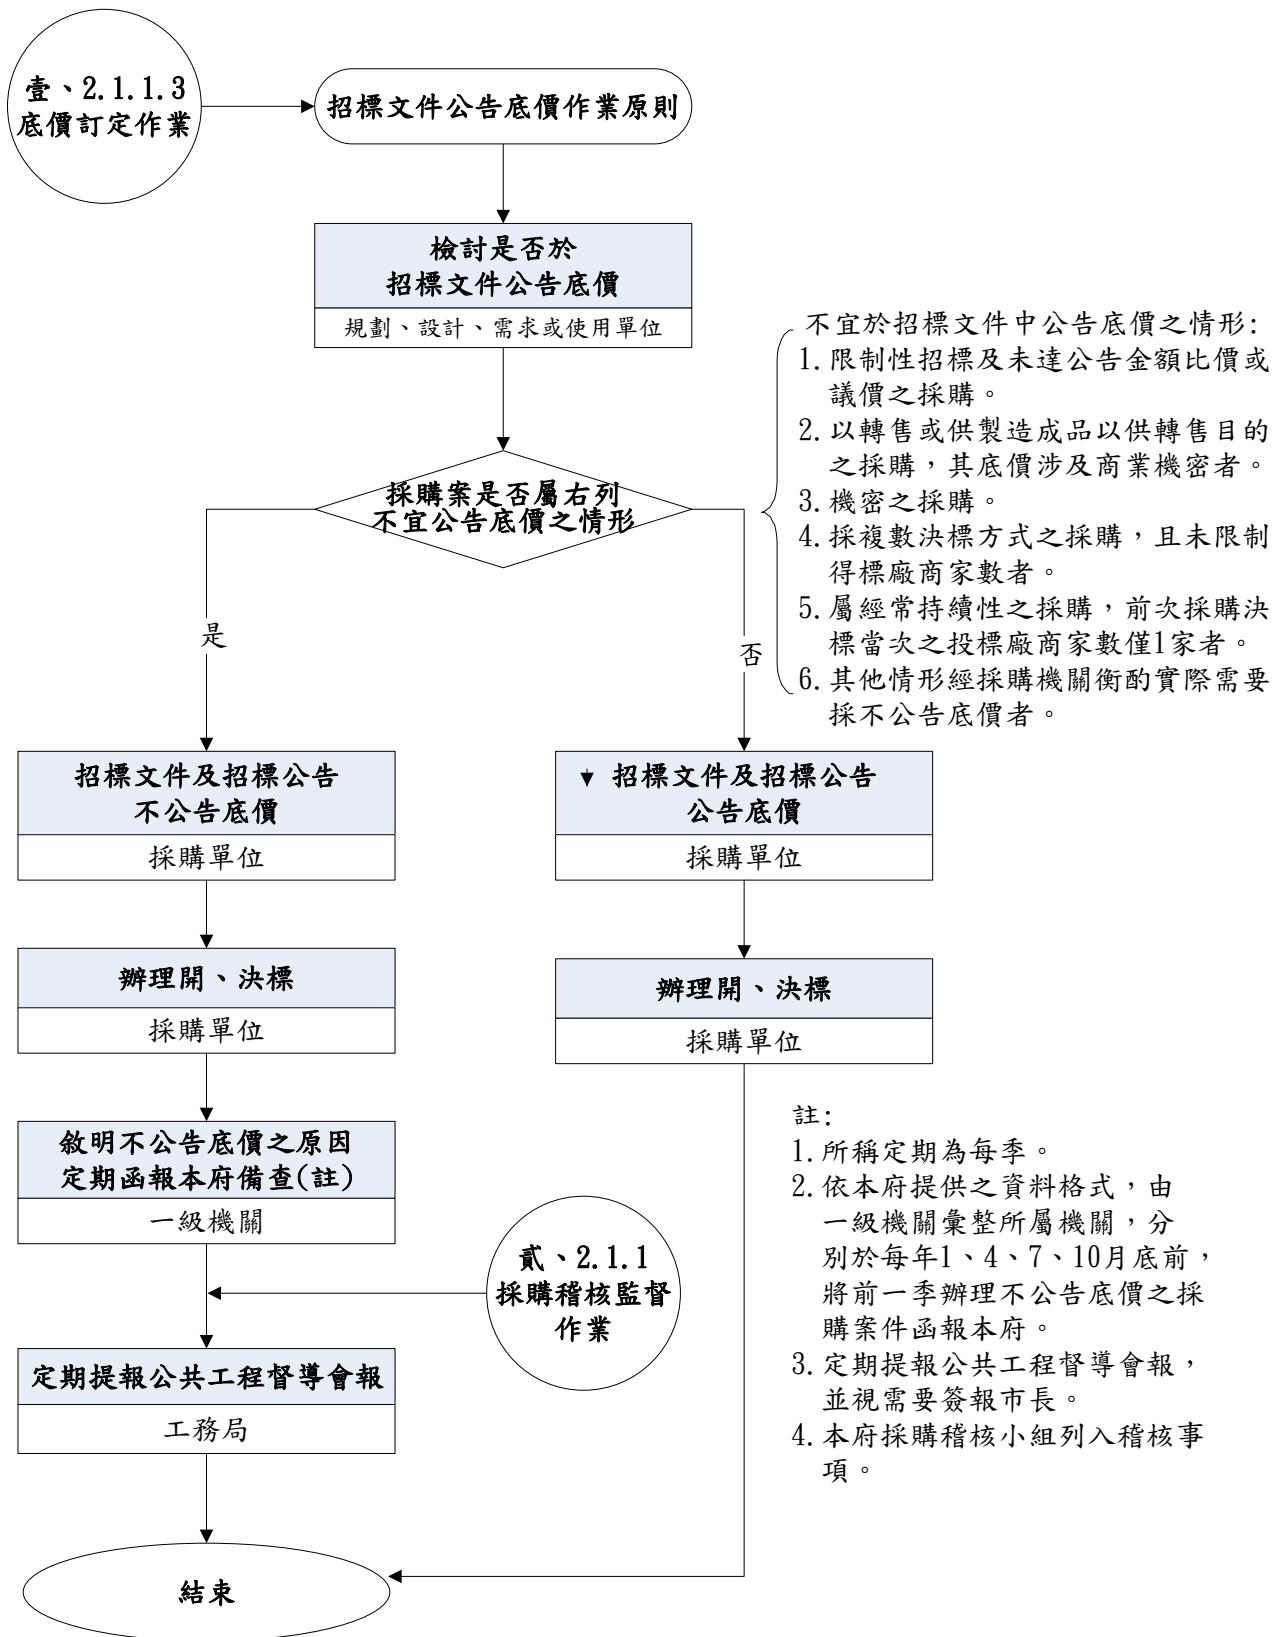 壹、2.1.1.3
底價訂定作業
招標文件公告底價作業原則
檢討是否於
招標文件公告底價
規劃、設計、需求或使用單位
採購案是否屬右列
不宜公告底價之情形
不宜於招標文件中公告底價之情形:
1.限制性招標及未達公告金額比價或
議價之採購。
2.以轉售或供製造成品以供轉售目的
之採購，其底價涉及商業機密者。
3.機密之採購。
4.採複數決標方式之採購，且未限制
得標廠商家數者。
5.屬經常持續性之採購，前次採購決
標當次之投標廠商家數僅1家者。
6.其他情形經採購機關衡酌實際需要
採不公告底價者。
是
否
招標文件及招標公告
不公告底價
採購單位
▼ 招標文件及招標公告
公告底價
採購單位
辦理開、決標
採購單位
辦理開、決標
採購單位
敘明不公告底價之原因
定期函報本府備查(註)
一級機關
貳、2.1.1
採購稽核監督
作業
定期提報公共工程督導會報
工務局
結束
註:
1.所稱定期為每季。
2.依本府提供之資料格式，由
一級機關彙整所屬機關，分
別於每年1、4、7、10月底前，
將前一季辦理不公告底價之採
購案件函報本府。
3.定期提報公共工程督導會報，
並視需要簽報市長。
4.本府採購稽核小組列入稽核事
項。